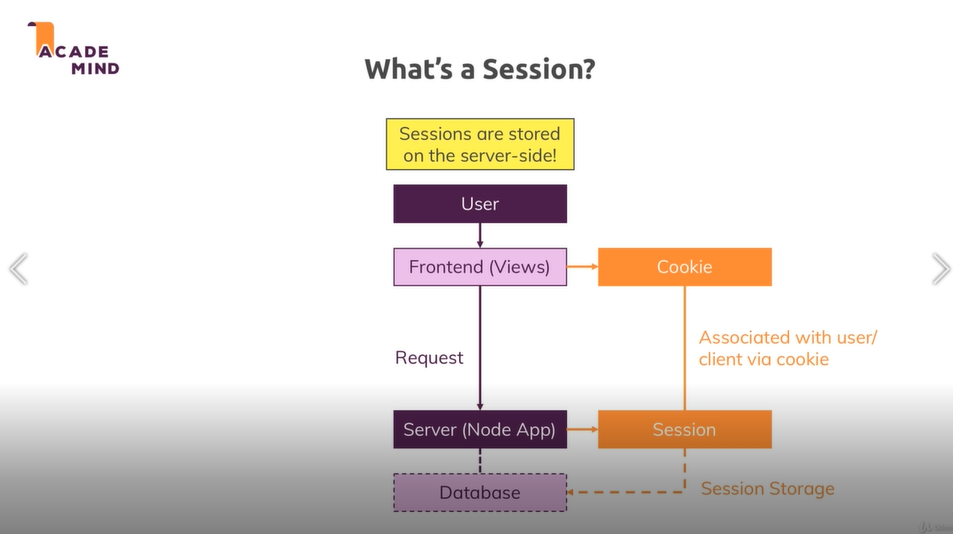 ACADE
MIND
What's a Session?
Sessions are stored
on the server-side!
User
Frontend (Views)
Cookie
Request
Associated with user/
client via cookie
Server (Node App)
Session
Database
Session Storage